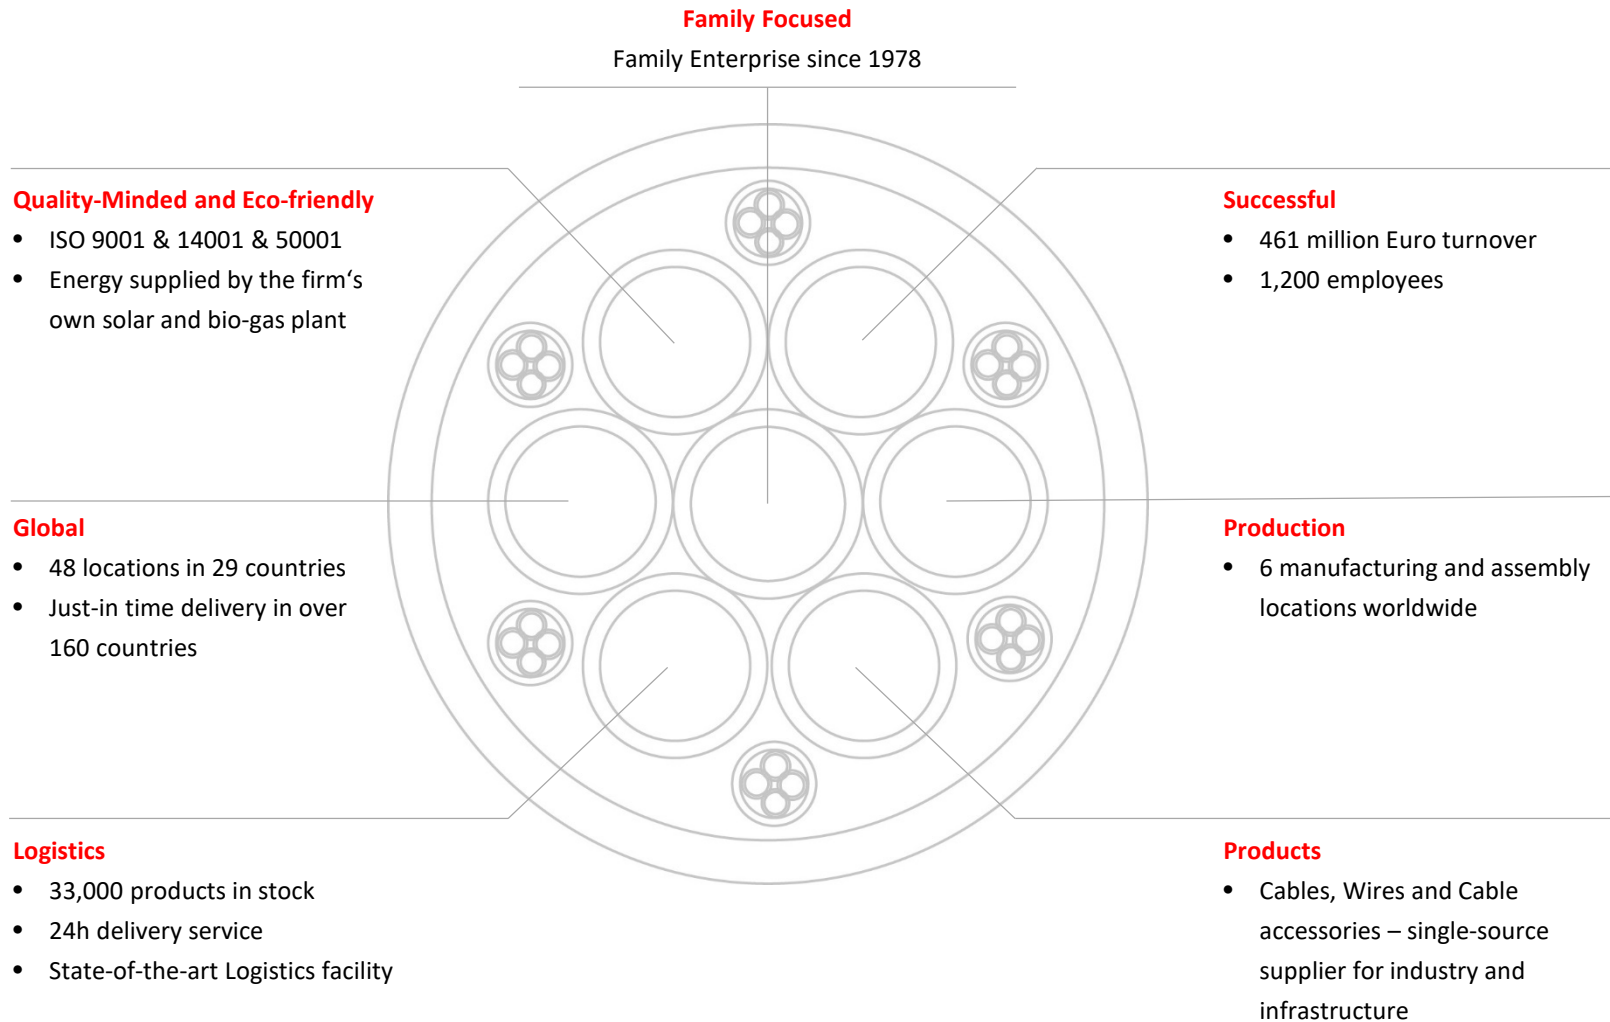 Family Focused
Family Enterprise since 1978
Quality-Minded and Eco-friendly
• ISO 9001 & 14001 & 50001
• Energy supplied by the firm‘s
own solar and bio-gas plant
Successful
• 461 million Euro turnover
• 1,200 employees
Global
• 48 locations in 29 countries
• Just-in time delivery in over
160 countries
Production
• 6 manufacturing and assembly
locations worldwide
Logistics
• 33,000 products in stock
• 24h delivery service
• State-of-the-art Logistics facility
Products
• Cables, Wires and Cable
accessories – single-source
supplier for industry and
infrastructure